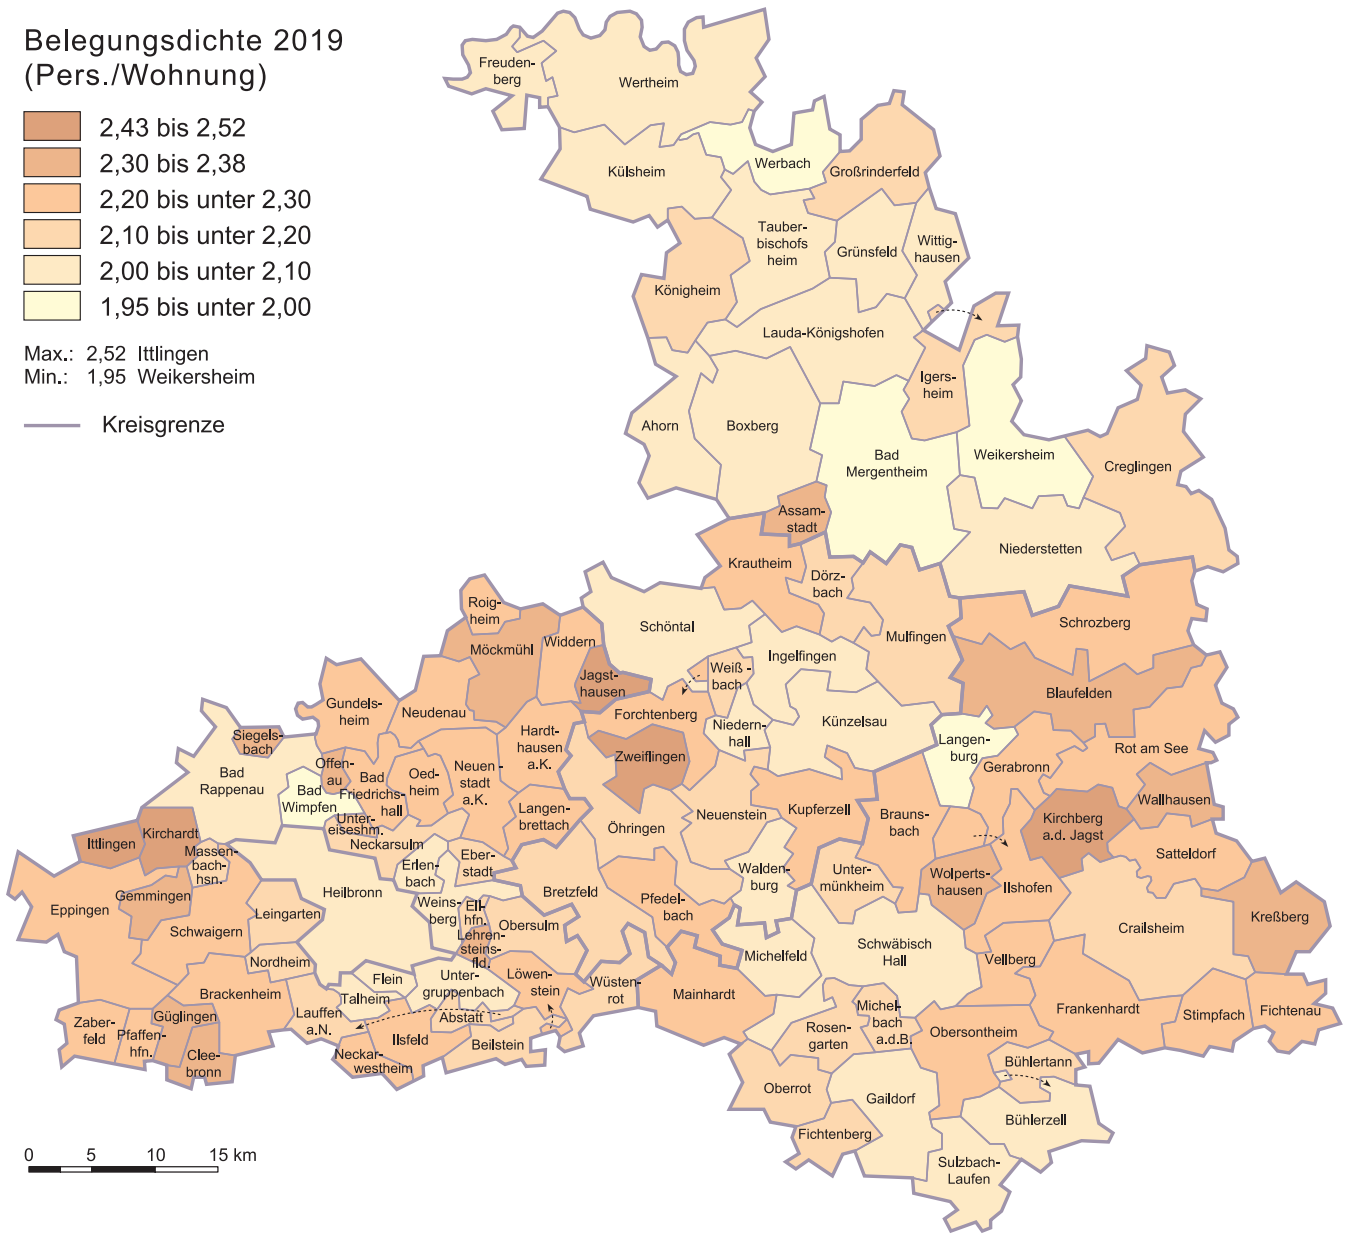 Belegungsdichte 2019
(Pers./Wohnung)
2,43 bis 2,52
2,30 bis 2,38
2,20 bis unter 2,30
2,10 bis unter 2,20
2,00 bis unter 2,10
1,95 bis unter 2,00
Max.: 2,52 Ittlingen
Min.: 1,95 Weikersheim
Kreisgrenze
Freuden-
berg
Wertheim
Külsheim
Werbach
Großrinderfeld
Tauber-
bischofs
heim
Grünsfeld
Wittig-
hausen
Königheim
Lauda-Königshofen
Igers-
heim
Ahorn
Boxberg
Bad
Mergentheim
Weikersheim
Creglingen
Assam-
stadt
Niederstetten
Krautheim
Dörz-
bach
Mulfingen
Schrozberg
Roig-
heim
Möckmühl
Widdern
Schöntal
Jagst-
hausen
Weiß -
bach
Ingelfingen
Blaufelden
Gundels-
heim
Neudenau
Forchtenberg
Niedern-
hall
Künzelsau
Langen-
burg
Gerabronn
Rot am See
Siegels-
bach
Bad
Rappenau
Offen-
au
Bad
Friedrichs-
hall
Oed-
heim
Neuen-
stadt
a.K.
Hardt-
hausen
a.K.
Zweiflingen
Bad
Wimpfen
Unter-
eiseshm.
Neckarsulm
Langen-
brettach
Öhringen
Neuenstein
Kupferzell
Brauns-
bach
Kirchberg
a.d. Jagst
Wallhausen
Ittlingen
Kirchardt
Massen-
bach-
hsn.
Erlen-
bach
Eber-
stadt
Walden-
burg
Unter-
münkheim
Wolperts-
hausen
Ilshofen
Satteldorf
Eppingen
Gemmingen
Schwaigern
Leingarten
Heilbronn
Weins-
berg
Ell-
hfn.
Lehren-
steins-
fld.
Obersulm
Bretzfeld
Pfedel-
bach
Michelfeld
Schwäbisch
Hall
Vellberg
Crailsheim
Kreßberg
Nordheim
Flein
Talheim
Unter-
gruppenbach
Löwen-
stein
Wüsten-
rot
Mainhardt
Brackenheim
Lauffen
a.N.
Abstatt
Beilstein
Ilsfeld
Neckar-
westheim
Zaber-
feld
Pfaffen-
hfn.
Güglingen
Clee-
bronn
Rosen-
garten
Michel-
bach
a.d.B.
Obersontheim
Frankenhardt
Stimpfach
Fichtenau
Oberrot
Gaildorf
Bühlertann
Bühlerzell
Fichtenberg
Sulzbach-
Laufen
0 5 10 15 km